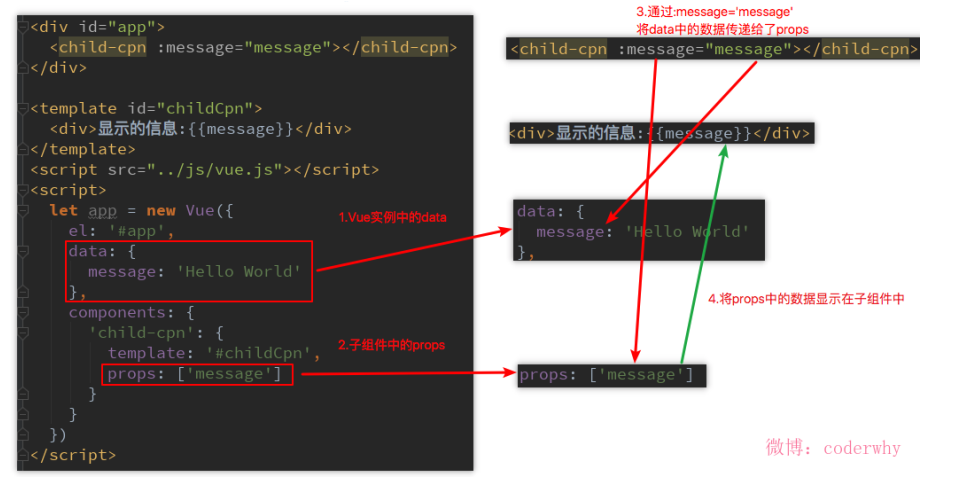 <div id="app">
<child-cpn :message="message"></child-cpn>
</div>
<template id="childCpn">
<div>显示的信息:{{message}}</div>
</template>
<script src="../js/vue.js"></script>
<script>
let app = new Vue({
el: '#app',
data: {
message: 'Hello World'
},
components: {
'child-cpn': {
template: '#childCpn',
props: ['message']
}
}
})
</script>
1.Vue实例中的data
2.子组件中的props
3.通过:message='message'
将data中的数据传递给了props
<child-cpn :message="message"></child-cpn>
<div>显示的信息:{{message}}</div>
data: {
message: 'Hello World'
},
4.将props中的数据显示在子组件中
props: ['message']
微博：coderwhy